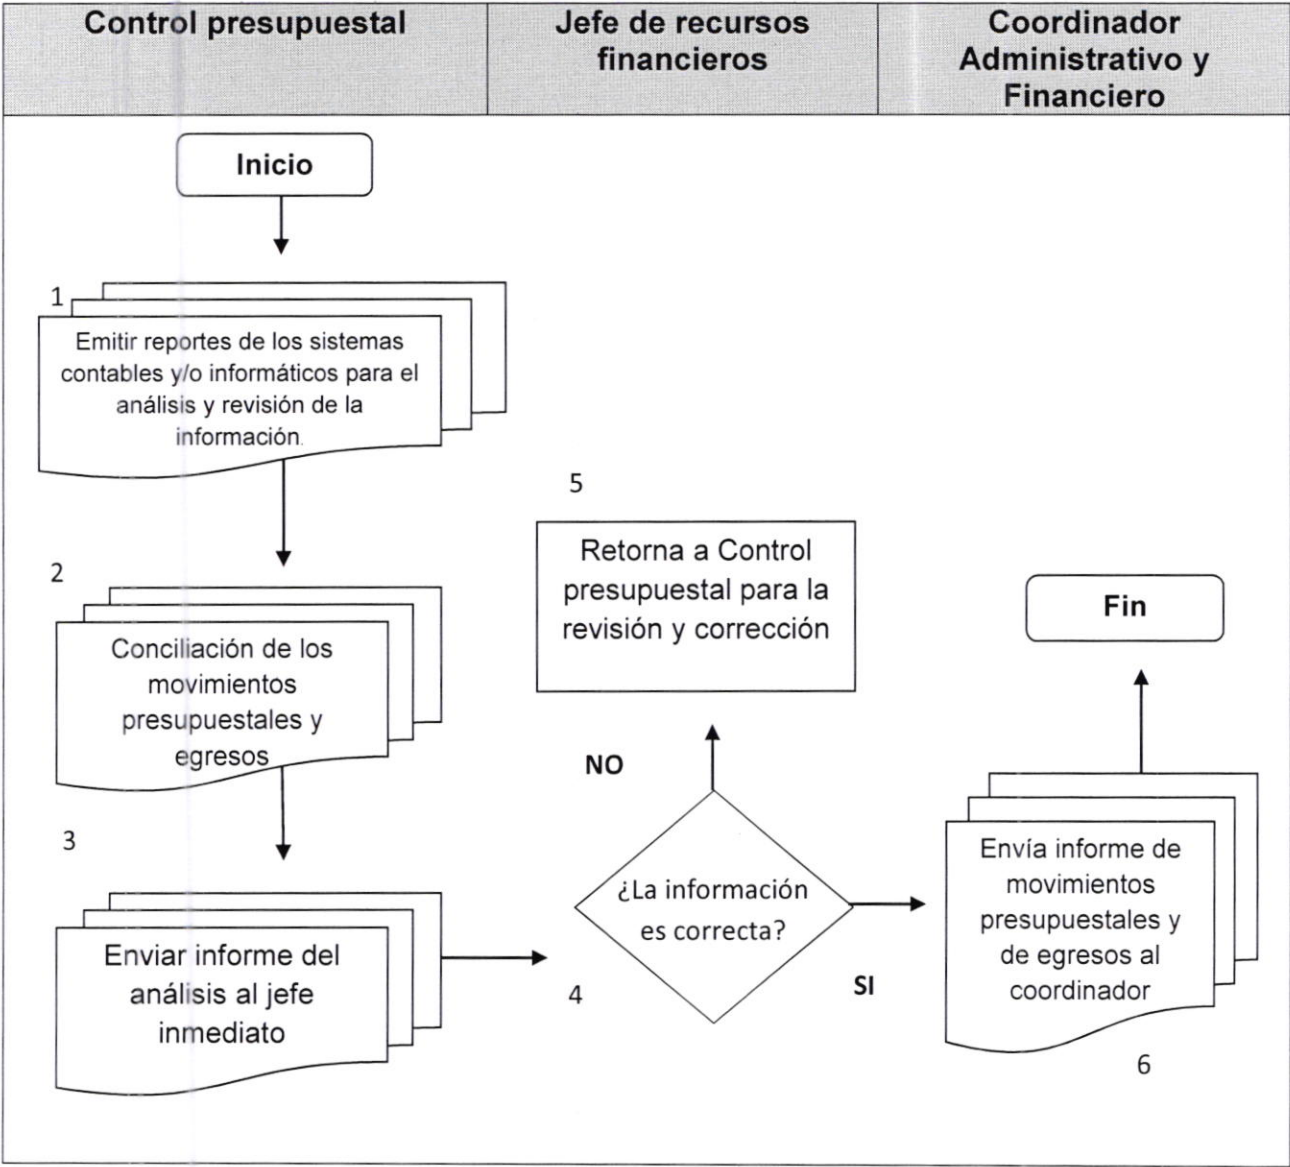 Control presupuestal
Jefe de recursos
financieros
Coordinador
Administrativo y
Financiero
Inicio
1
Emitir reportes de los sistemas
contables y/o informáticos para el
análisis y revisión de la
información.
2
Conciliación de los
movimientos
presupuestales y
egresos
3
Enviar informe del
análisis al jefe
inmediato
4
¿La información
es correcta?
NO
SI
5
Retorna a Control
presupuestal para la
revisión y corrección
Envía informe de
movimientos
presupuestales y
de egresos al
coordinador
6
Fin